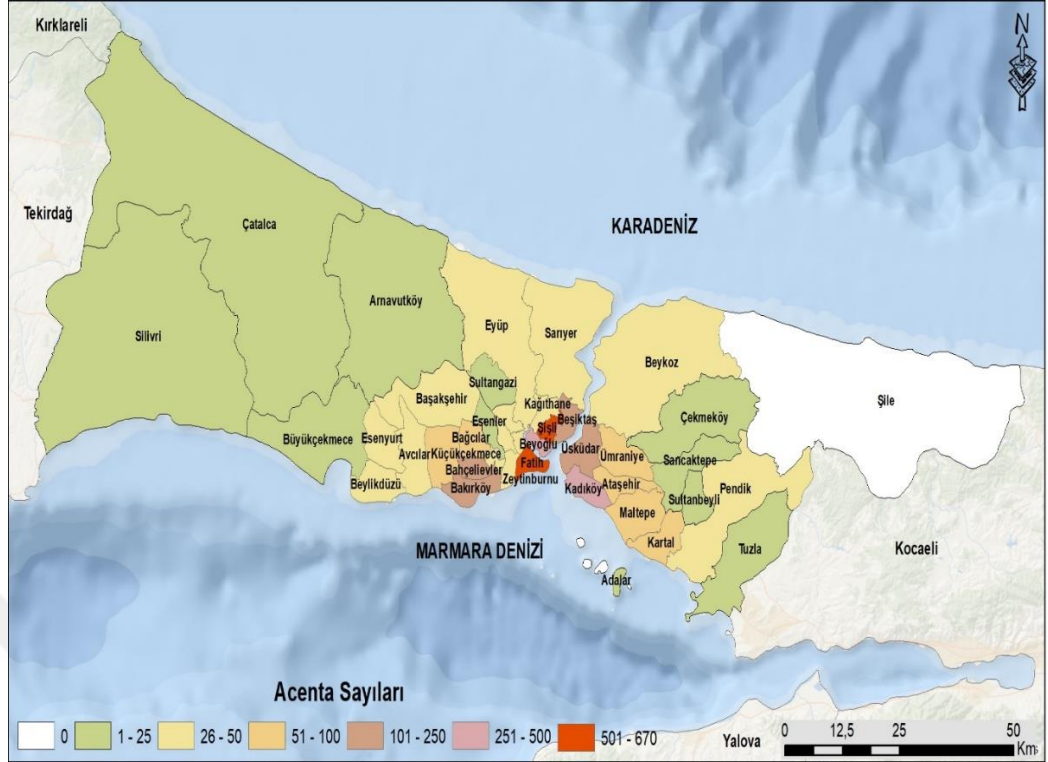 Kırklareli
N
Tekirdağ
Çatalca
KARADENİZ
Arnavutköy
Silivri
Eyüp
Sarıyer
Beykoz
Sultangazi
Başakşehir
Kağıthane
Şile
Çekmeköy
Esenler
Şişli
Beşiktaş
Büyükçekmece
Esenyurt
Bağcılar
Beyoğlu
Üsküdar
Ümraniye
Avcılar
Küçükçekmece
Sancaktepe
Fatih
Bahçelievler
Zeytinburnu
Beylikdüzü
Bakırköy
Kadıköy
Ataşehir
Sultanbeyli
Pendik
Maltepe
Kartal
MARMARA DENİZİ
Tuzla
Kocaeli
Adalar
Acenta Sayıları
0
1 - 25
26 - 50
51 - 100
101 - 250
251 - 500
501 - 670
Yalova
0 12,5 25 50
Km